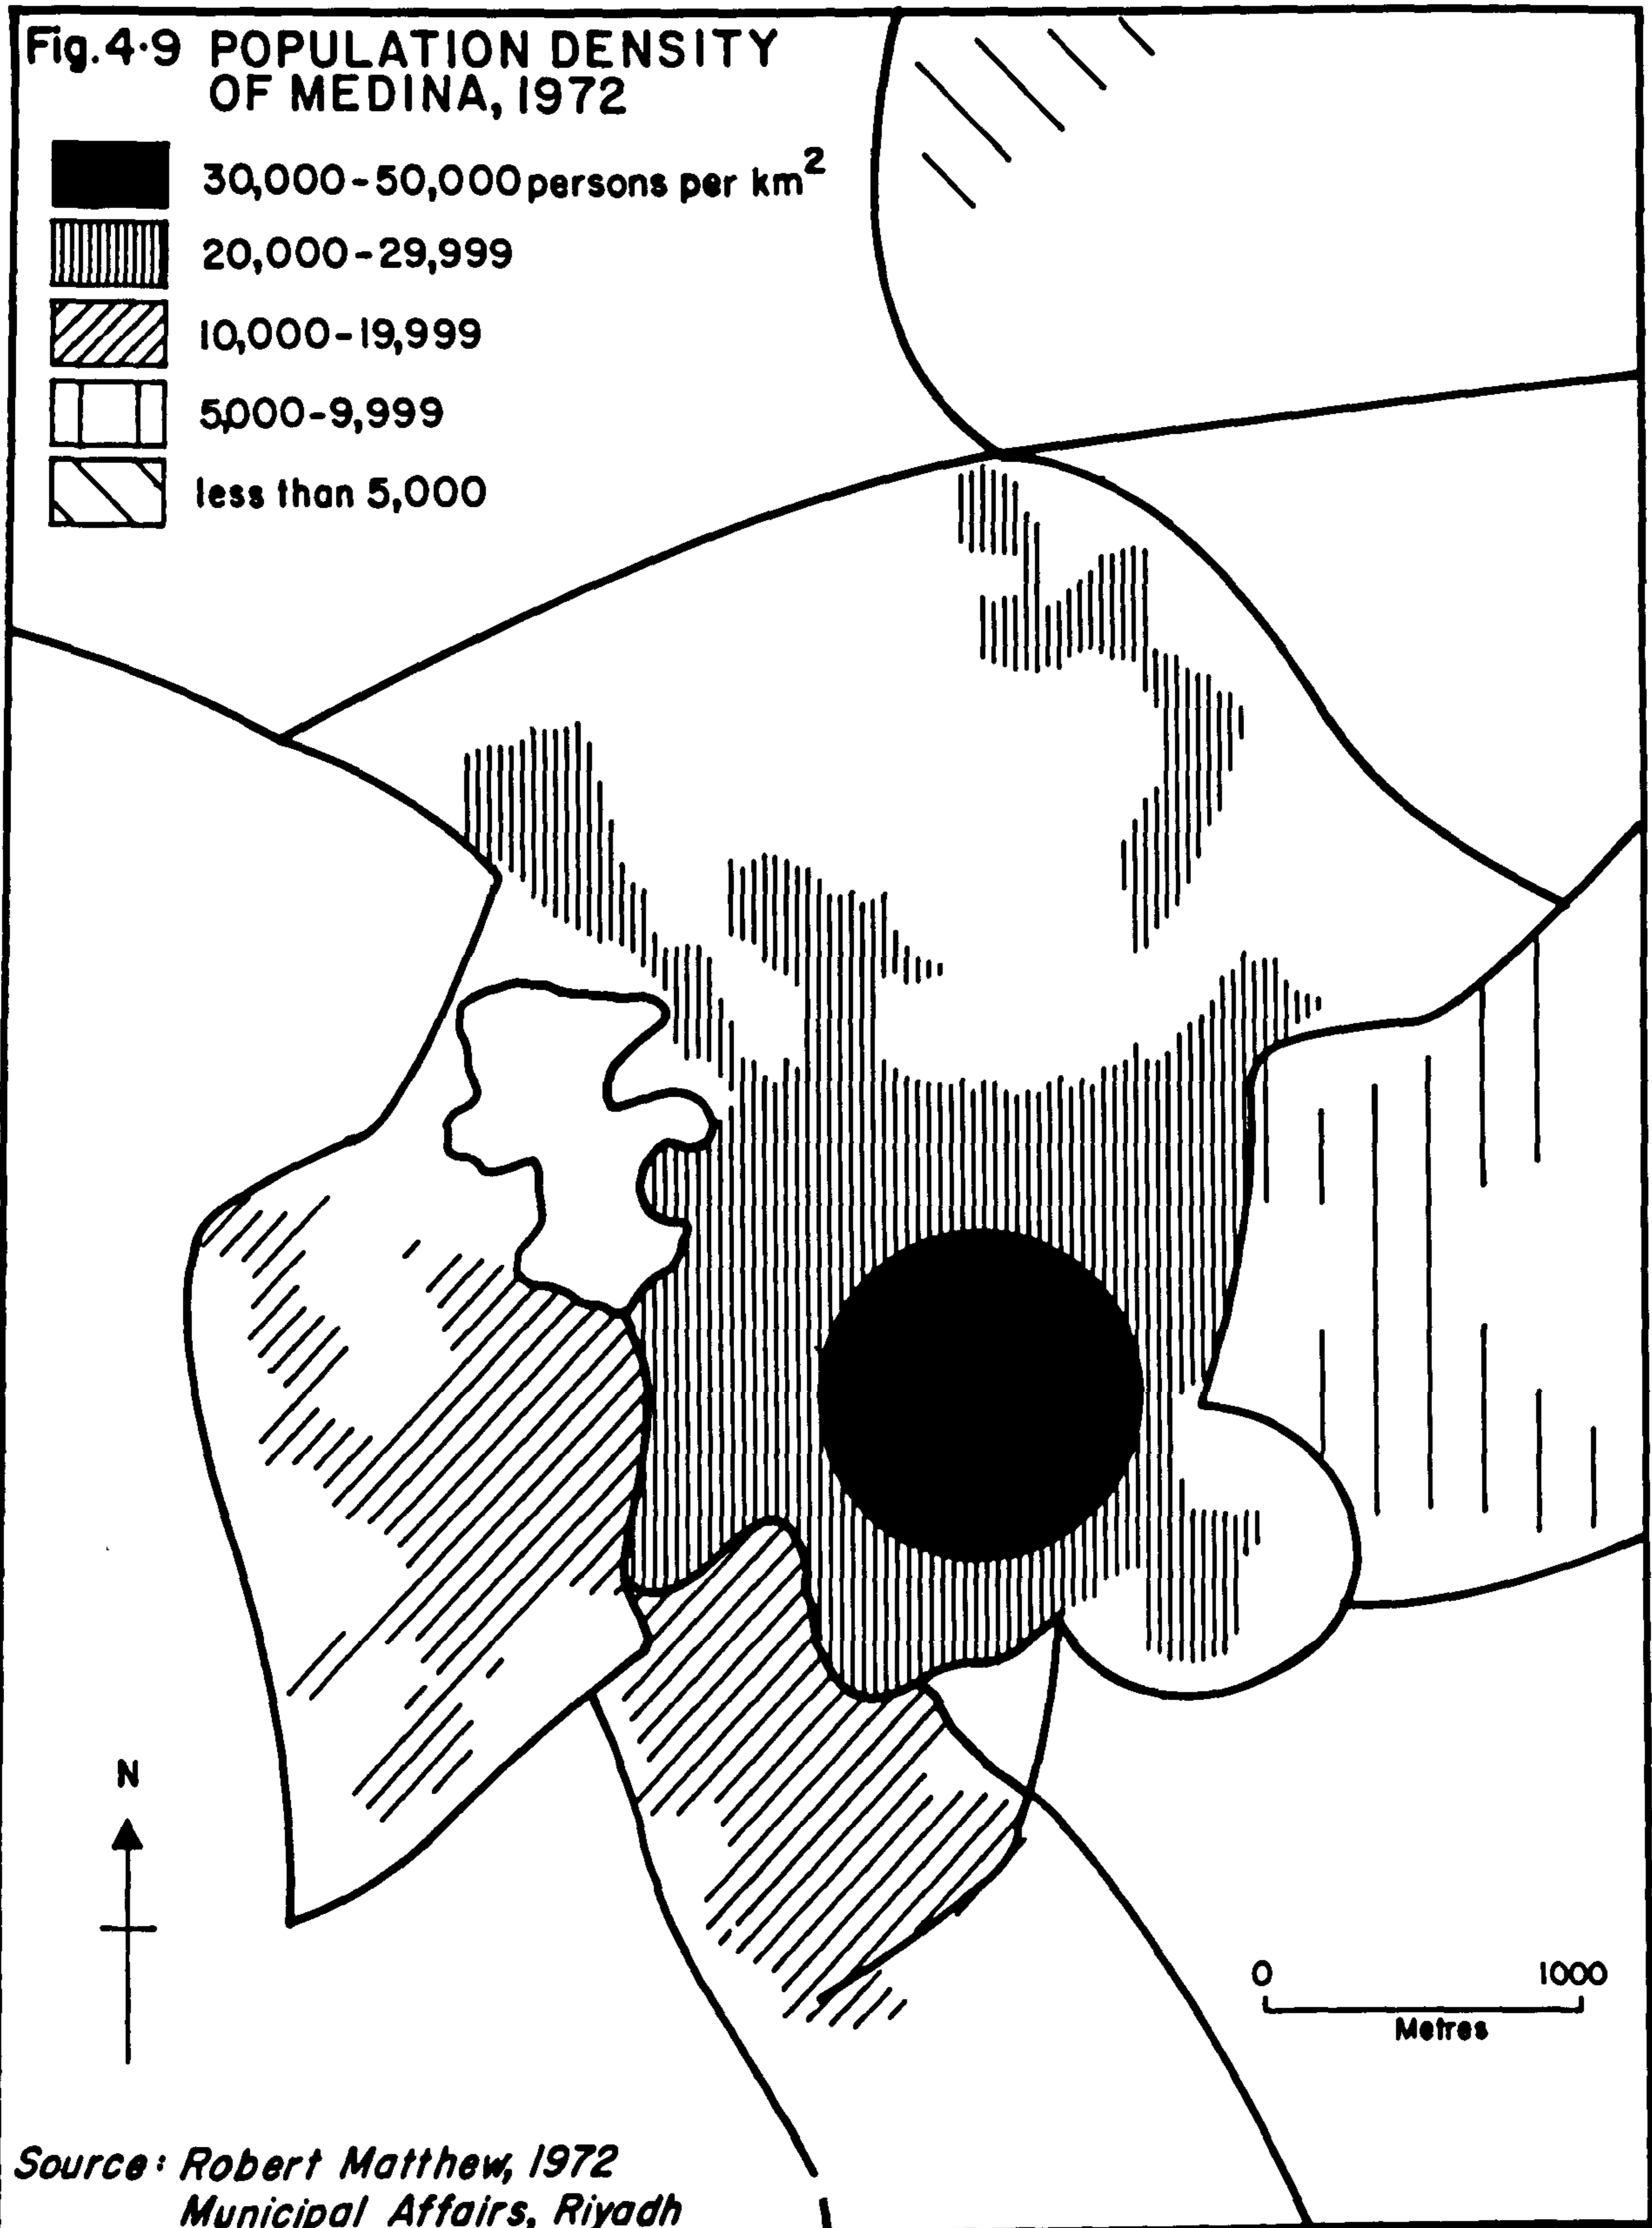 Fig. 4·9 POPULATION DENSITY
OF MEDINA, 1972
30,000-50,000 persons per km²
20,000-29,999
10,000-19,999
5,000-9,999
less than 5,000
N
0 1000
Metres
Source: Robert Matthew, 1972
Municipal Affairs, Riyadh